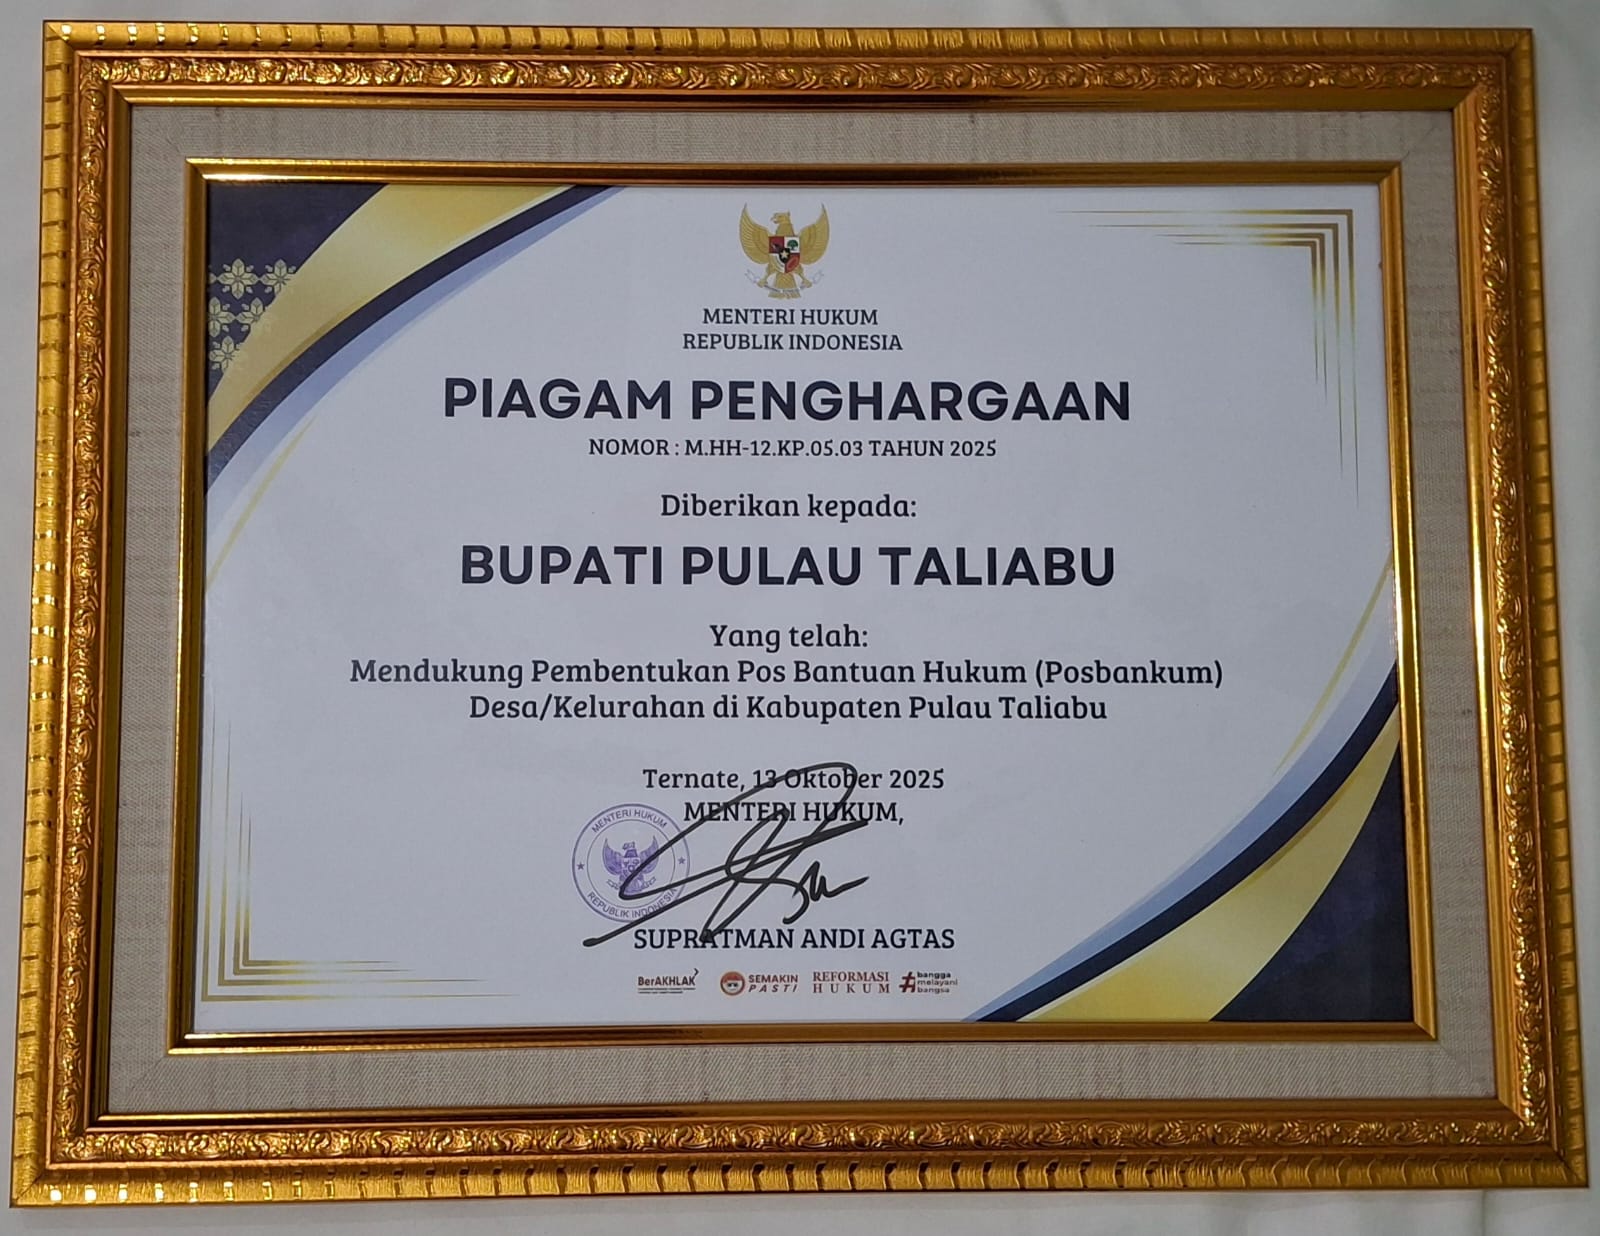 MENTERI HUKUM
REPUBLIK INDONESIA
PIAGAM PENGHARGAAN
NOMOR : M.HH-12.KP.05.03 TAHUN 2025
Diberikan kepada:
BUPATI PULAU TALIABU
Yang telah:
Mendukung Pembentukan Pos Bantuan Hukum (Posbankum)
Desa/Kelurahan di Kabupaten Pulau Taliabu
Ternate, 13 Oktober 2025
MENTERI HUKUM,
MENTERI HUKUM
REPUBLIK INDONESIA
SUPRATMAN ANDI AGTAS
BerAKHLAK
SEMAKIN
PASTI
REFORMASI
HUKUM
#bangga
melayani
bangsa